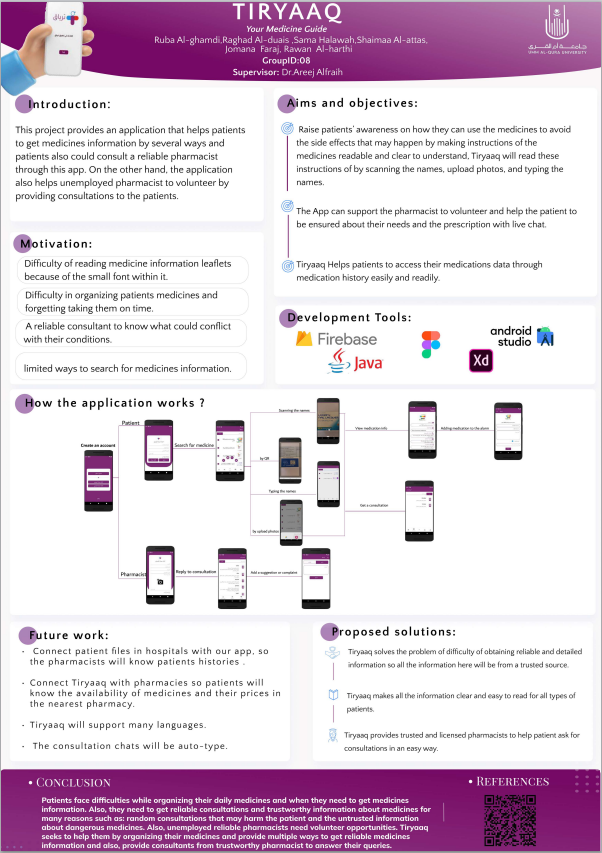 TIRYAAQ
Your Medicine Guide
Ruba Al-ghamdi,Raghad Al-duais ,Sama Halawah,Shaimaa Al-attas,
Jomana Faraj, Rawan Al-harthi
GroupID:08
Supervisor: Dr.Areej Alfraih
ترياق
جامعة أم القرى
UMM AL-QURA UNIVERSITY
Introduction:
This project provides an application that helps patients
to get medicines information by several ways and
patients also could consult a reliable pharmacist
through this app. On the other hand, the application
also helps unemployed pharmacist to volunteer by
providing consultations to the patients.
Motivation:
Difficulty of reading medicine information leaflets
because of the small font within it.
Difficulty in organizing patients medicines and
forgetting taking them on time.
A reliable consultant to know what could conflict
with their conditions.
limited ways to search for medicines information.
Aims and objectives:
Raise patients' awareness on how they can use the medicines to avoid
the side effects that may happen by making instructions of the
medicines readable and clear to understand, Tiryaaq will read these
instructions of by scanning the names, upload photos, and typing the
names.
The App can support the pharmacist to volunteer and help the patient to
be ensured about their needs and the prescription with live chat.
Tiryaaq Helps patients to access their medications data through
medication history easily and readily.
Development Tools:
Firebase
Java
android
studio
Xd
How the application works ?
Create an account
Patient
Search for medicine
Scanning the names
by QR
Typing the names
by upload photos
View medication info
Adding medication to the alarm
Get a consultation
Pharmacist
Reply to consultation
Add a suggestion or complaint
Future work:
- Connect patient files in hospitals with our app, so
the pharmacists will know patients histories .
- Connect Tiryaaq with pharmacies so patients will
know the availability of medicines and their prices in
the nearest pharmacy.
- Tiryaaq will support many languages.
- The consultation chats will be auto-type.
Proposed solutions:
Tiryaaq solves the problem of difficulty of obtaining reliable and detailed
information so all the information here will be from a trusted source.
Tiryaaq makes all the information clear and easy to read for all types of
patients.
Tiryaaq provides trusted and licensed pharmacists to help patient ask for
consultations in an easy way.
• CONCLUSION
Patients face difficulties while organizing their daily medicines and when they need to get medicines
information. Also, they need to get reliable consultations and trustworthy information about medicines for
many reasons such as: random consultations that may harm the patient and the untrusted information
about dangerous medicines. Also, unemployed reliable pharmacists need volunteer opportunities. Tiryaaq
seeks to help them by organizing their medicines and provide multiple ways to get reliable medicines
information and also, provide consultants from trustworthy pharmacist to answer their queries.
• REFERENCES